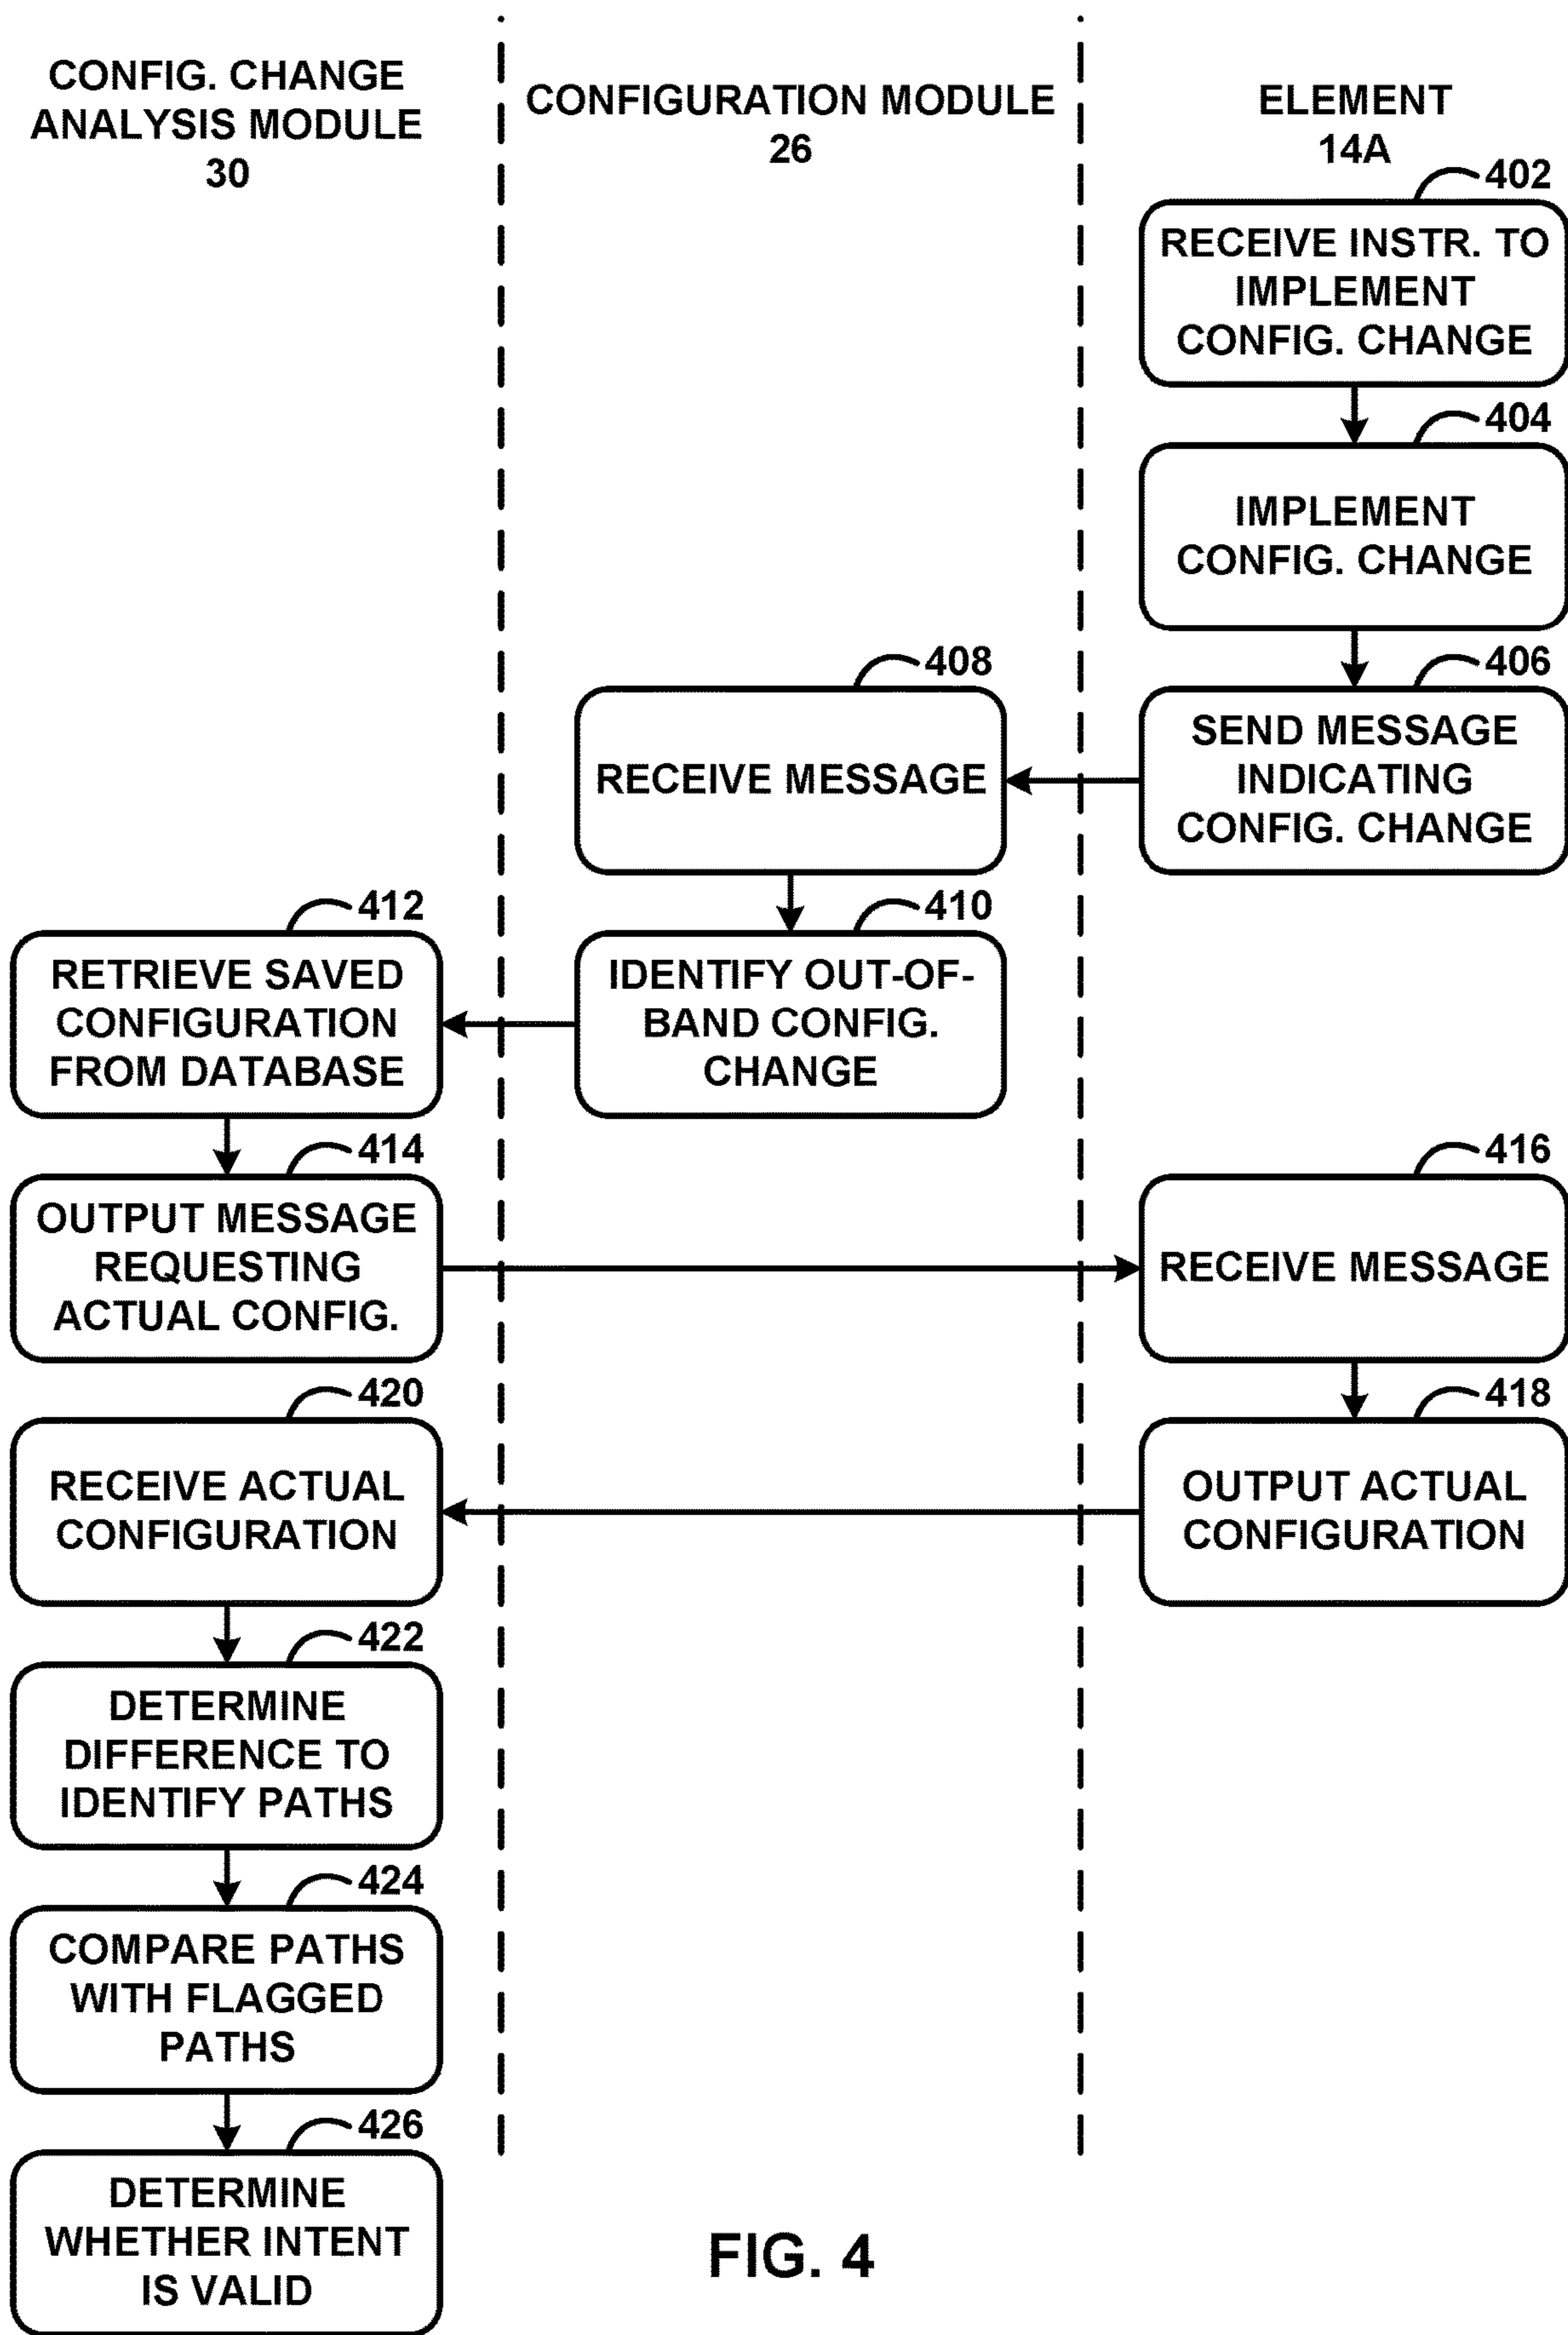 CONFIG. CHANGE
ANALYSIS MODULE
30
CONFIGURATION MODULE
26
ELEMENT
14A
402
RECEIVE INSTR. TO
IMPLEMENT
CONFIG. CHANGE
404
IMPLEMENT
CONFIG. CHANGE
406
SEND MESSAGE
INDICATING
CONFIG. CHANGE
408
RECEIVE MESSAGE
410
IDENTIFY OUT-OF-
BAND CONFIG.
CHANGE
412
RETRIEVE SAVED
CONFIGURATION
FROM DATABASE
414
OUTPUT MESSAGE
REQUESTING
ACTUAL CONFIG.
416
RECEIVE MESSAGE
418
OUTPUT ACTUAL
CONFIGURATION
420
RECEIVE ACTUAL
CONFIGURATION
422
DETERMINE
DIFFERENCE TO
IDENTIFY PATHS
424
COMPARE PATHS
WITH FLAGGED
PATHS
426
DETERMINE
WHETHER INTENT
IS VALID
FIG. 4